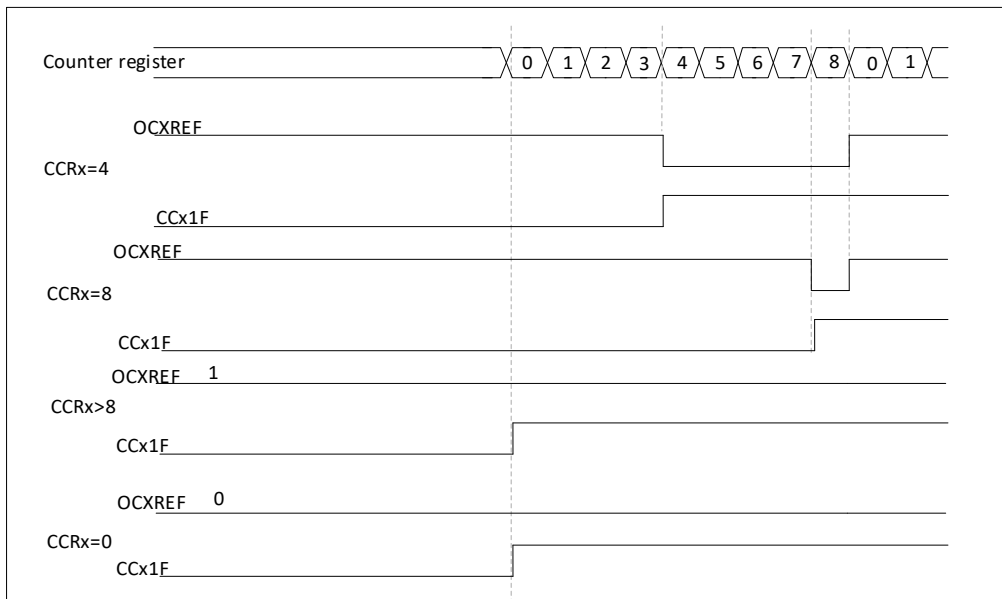 Counter register 0 1 2 3 4 5 6 7 8 0 1
OCXREF
CCRx=4
CCx1F
OCXREF
CCRx=8
CCx1F
OCXREF 1
CCRx>8
CCx1F
OCXREF 0
CCRx=0
CCx1F